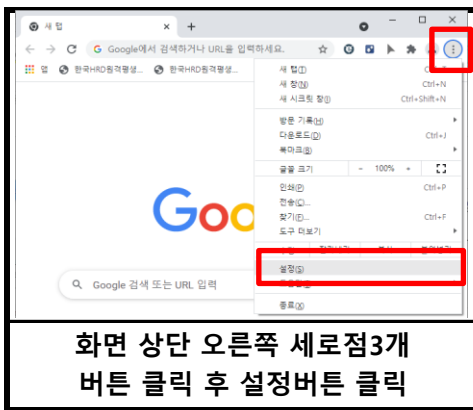 새 탭
Google에서 검색하거나 URL을 입력하세요.
앱 한국HRD원격평생... 한국HRD원격평생...
새 탭(T)
새 창(N) Ctrl+N
새 시크릿 창(I) Ctrl+Shift+N
방문 기록(H)
다운로드(D) Ctrl+J
북마크(B)
글꼴 크기 - 100% +
인쇄(P) Ctrl+P
전송(C)...
찾기(F)... Ctrl+F
도구 더보기
설정(S)
종료(X)
Goo
Google 검색 또는 URL 입력
화면 상단 오른쪽 세로점3개
버튼 클릭 후 설정버튼 클릭